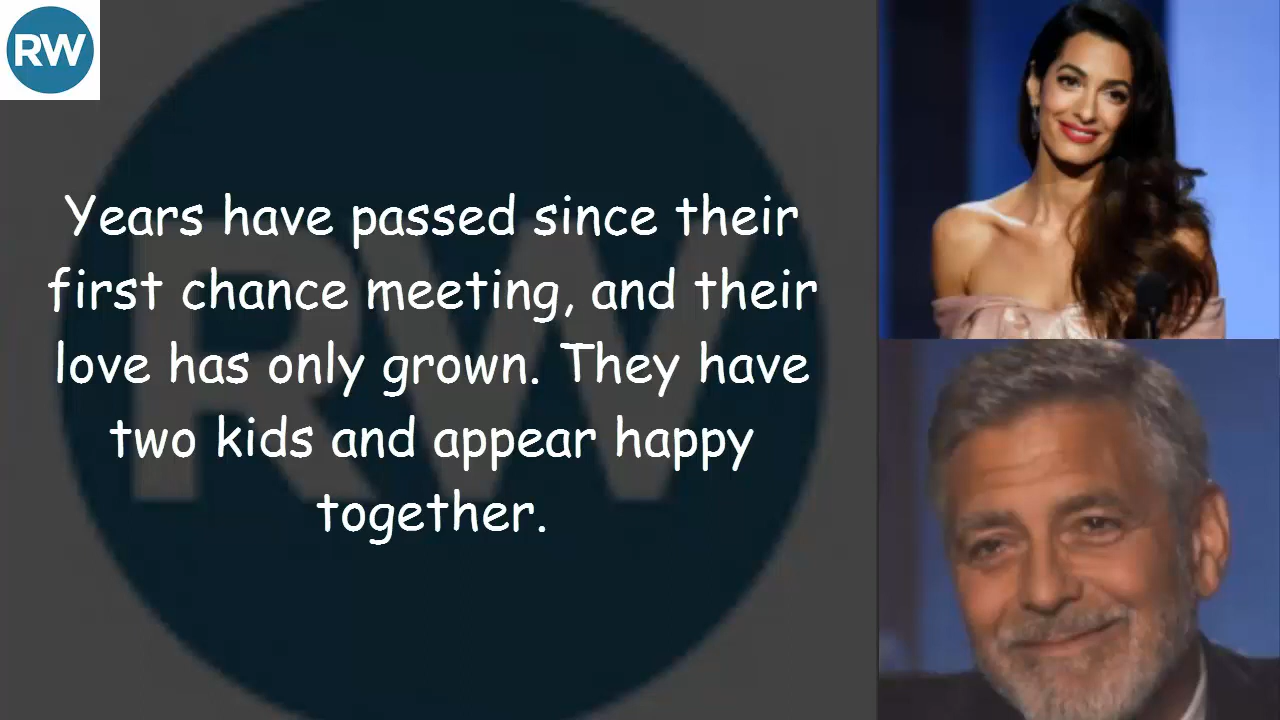 RW
Years have passed since their
first chance meeting, and their
love has only grown. They have
two kids and appear happy
together.
RW